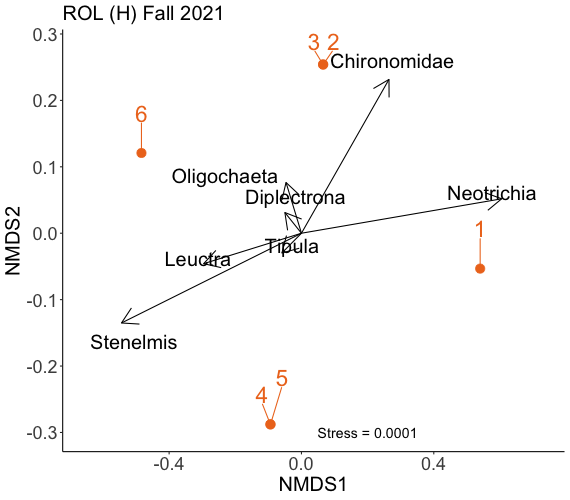 ROL (H) Fall 2021
0.3
0.2
0.1
0.0
-0.1
-0.2
-0.3
NMDS2
3 2
Chironomidae
6
Oligochaeta
Diplectrona
Neotrichia
1
Tipula
Leuctra
Stenelmis
5
4
Stress = 0.0001
-0.4 0.0 0.4
NMDS1